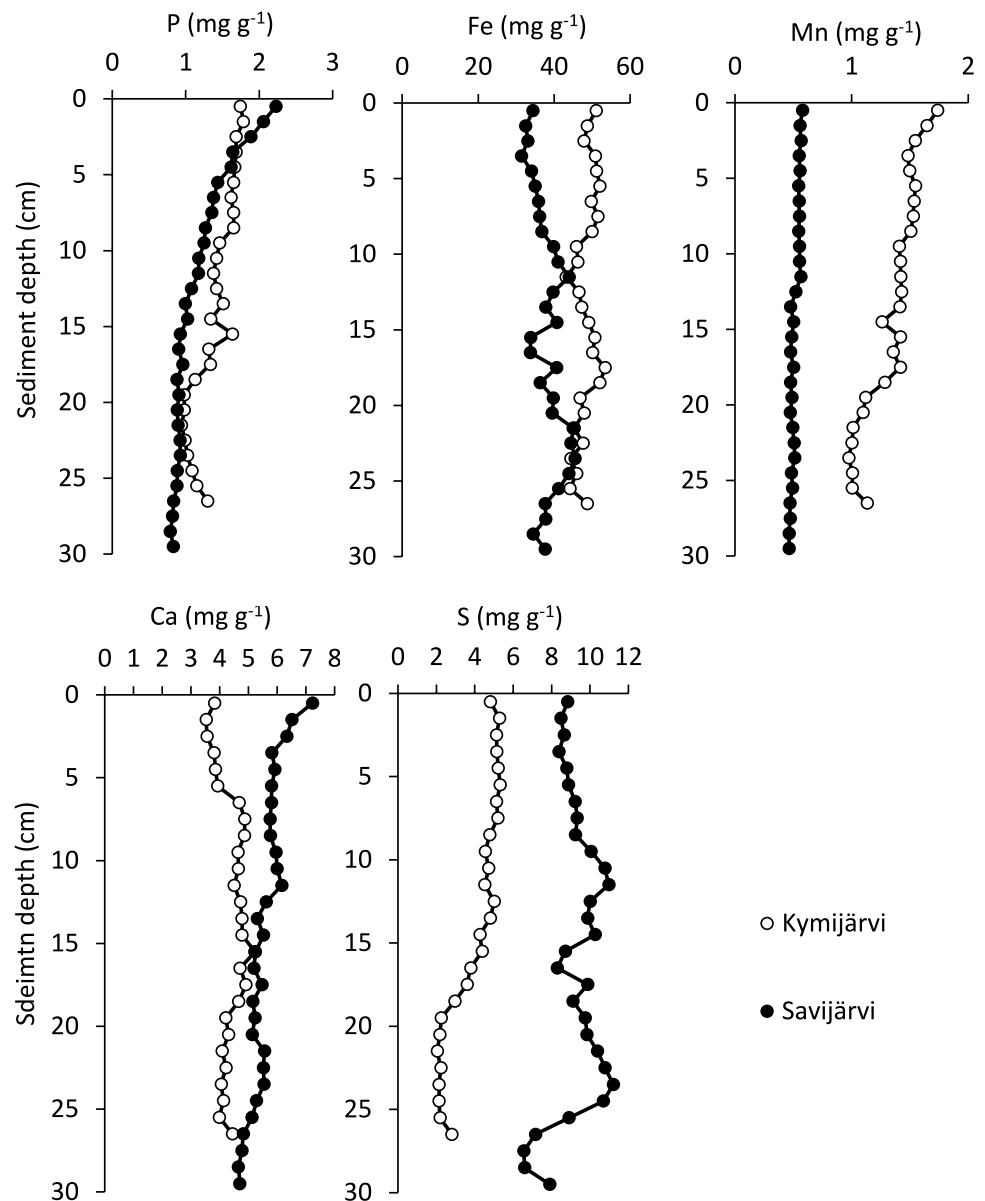 P (mg g-1)
Fe (mg g-1)
Mn (mg g-1)
0 1 2 3
0 20 40 60
0 1 2
Sediment depth (cm)
0
5
10
15
20
25
30
0
5
10
15
20
25
30
0
5
10
15
20
25
30
Ca (mg g-1)
S (mg g-1)
0 1 2 3 4 5 6 7 8
0 2 4 6 8 10 12
Sdeimtn depth (cm)
0
5
10
15
20
25
30
0
5
10
15
20
25
30
Kymijärvi
Savijärvi